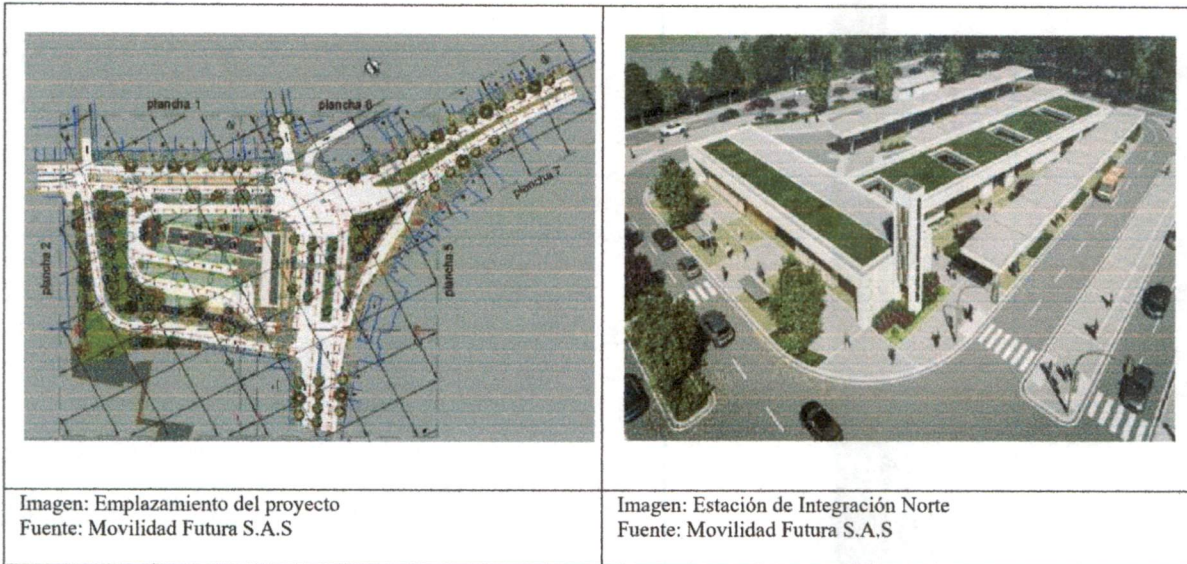 plancha 1
plancha 6
plancha 7
plancha 2
plancha 5
Imagen: Emplazamiento del proyecto
Fuente: Movilidad Futura S.A.S
Imagen: Estación de Integración Norte
Fuente: Movilidad Futura S.A.S